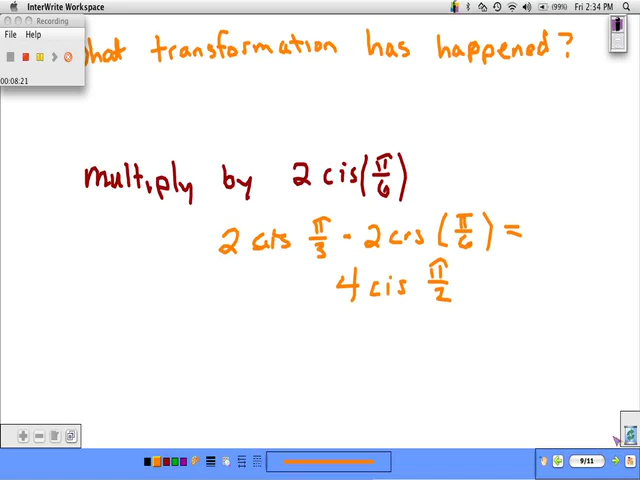 InterWrite Workspace
(99%) Fri 2:34 PM
Recording
File Help
00:08:21
hat transformation has happened?
multiply by 2 cis(π/6)
2 cis π/3 · 2 cis (π/6) =
4 cis π/2
9/11